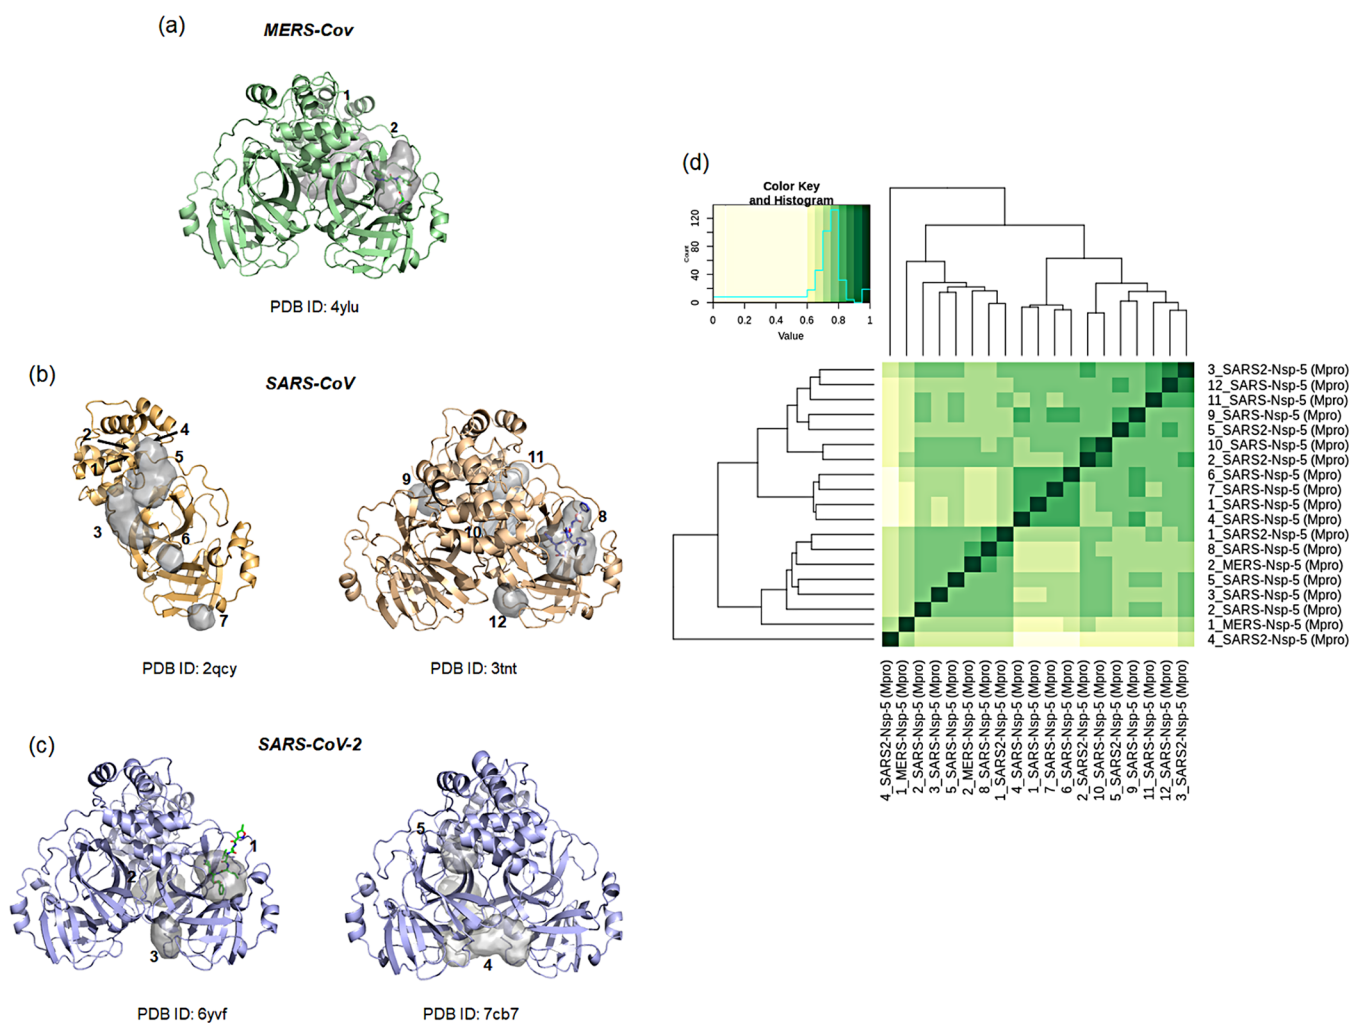 (a)
MERS-Cov
1
2
PDB ID: 4ylu
(b)
SARS-CoV
2
4
1
5
3
6
7
PDB ID: 2qcy
9
11
10
8
12
PDB ID: 3tnt
(c)
SARS-CoV-2
1
2
3
PDB ID: 6yvf
5
4
PDB ID: 7cb7
(d)
Color Key
and Histogram
Count
0 40 80 120
0 0.2 0.4 0.6 0.8 1
Value
3_SARS2-Nsp-5 (Mpro)
12_SARS-Nsp-5 (Mpro)
11_SARS-Nsp-5 (Mpro)
9_SARS-Nsp-5 (Mpro)
5_SARS2-Nsp-5 (Mpro)
10_SARS-Nsp-5 (Mpro)
2_SARS2-Nsp-5 (Mpro)
6_SARS-Nsp-5 (Mpro)
7_SARS-Nsp-5 (Mpro)
1_SARS-Nsp-5 (Mpro)
4_SARS-Nsp-5 (Mpro)
1_SARS2-Nsp-5 (Mpro)
8_SARS-Nsp-5 (Mpro)
2_MERS-Nsp-5 (Mpro)
5_SARS-Nsp-5 (Mpro)
3_SARS-Nsp-5 (Mpro)
2_SARS-Nsp-5 (Mpro)
1_MERS-Nsp-5 (Mpro)
4_SARS2-Nsp-5 (Mpro)
4_SARS2-Nsp-5 (Mpro)
1_MERS-Nsp-5 (Mpro)
2_SARS-Nsp-5 (Mpro)
3_SARS-Nsp-5 (Mpro)
5_SARS-Nsp-5 (Mpro)
2_MERS-Nsp-5 (Mpro)
8_SARS-Nsp-5 (Mpro)
1_SARS2-Nsp-5 (Mpro)
4_SARS-Nsp-5 (Mpro)
1_SARS-Nsp-5 (Mpro)
7_SARS-Nsp-5 (Mpro)
6_SARS-Nsp-5 (Mpro)
2_SARS2-Nsp-5 (Mpro)
10_SARS-Nsp-5 (Mpro)
5_SARS2-Nsp-5 (Mpro)
9_SARS-Nsp-5 (Mpro)
11_SARS-Nsp-5 (Mpro)
12_SARS-Nsp-5 (Mpro)
3_SARS2-Nsp-5 (Mpro)